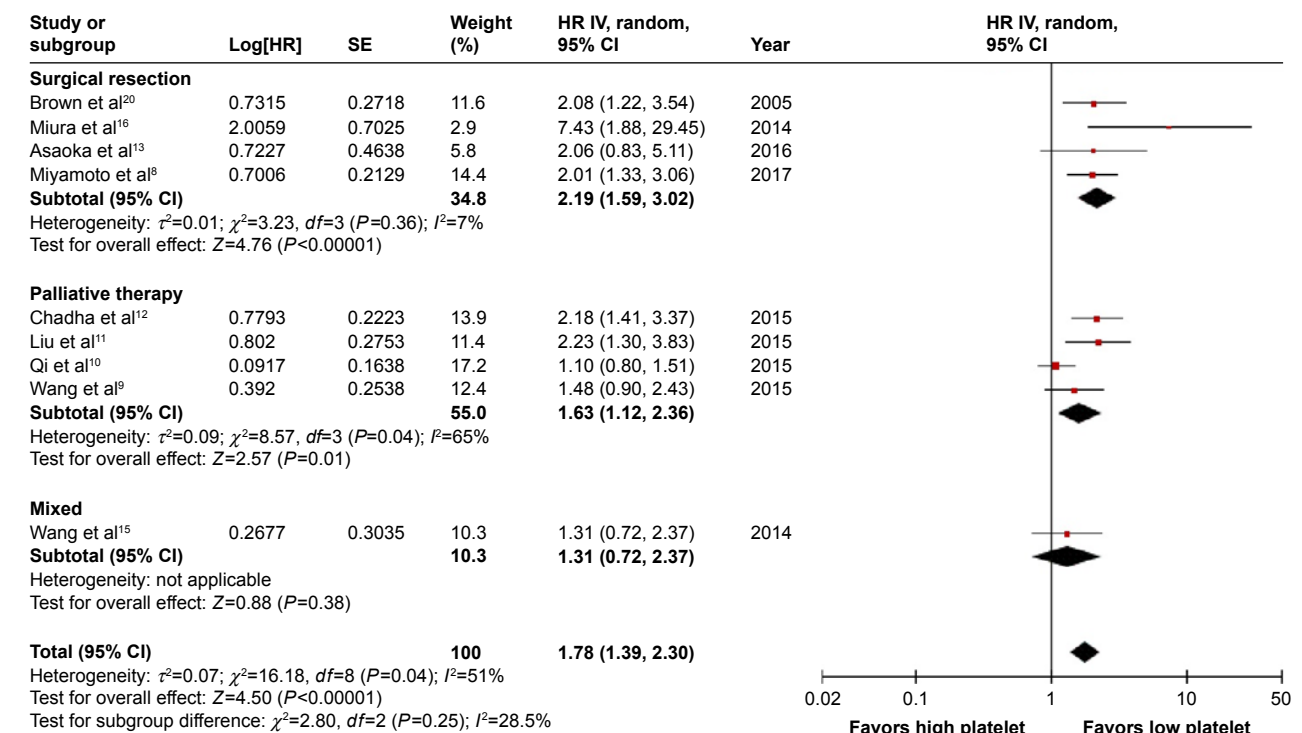 Study or subgroup Log[HR] SE Weight (%) HR IV, random, 95% CI Year HR IV, random, 95% CI
Surgical resection
Brown et al20 0.7315 0.2718 11.6 2.08 (1.22, 3.54) 2005
Miura et al16 2.0059 0.7025 2.9 7.43 (1.88, 29.45) 2014
Asaoka et al13 0.7227 0.4638 5.8 2.06 (0.83, 5.11) 2016
Miyamoto et al8 0.7006 0.2129 14.4 2.01 (1.33, 3.06) 2017
Subtotal (95% CI) 34.8 2.19 (1.59, 3.02)
Heterogeneity: τ²=0.01; χ²=3.23, df=3 (P=0.36); I²=7%
Test for overall effect: Z=4.76 (P<0.00001)
Palliative therapy
Chadha et al12 0.7793 0.2223 13.9 2.18 (1.41, 3.37) 2015
Liu et al11 0.802 0.2753 11.4 2.23 (1.30, 3.83) 2015
Qi et al10 0.0917 0.1638 17.2 1.10 (0.80, 1.51) 2015
Wang et al9 0.392 0.2538 12.4 1.48 (0.90, 2.43) 2015
Subtotal (95% CI) 55.0 1.63 (1.12, 2.36)
Heterogeneity: τ²=0.09; χ²=8.57, df=3 (P=0.04); I²=65%
Test for overall effect: Z=2.57 (P=0.01)
Mixed
Wang et al15 0.2677 0.3035 10.3 1.31 (0.72, 2.37) 2014
Subtotal (95% CI) 10.3 1.31 (0.72, 2.37)
Heterogeneity: not applicable
Test for overall effect: Z=0.88 (P=0.38)
Total (95% CI) 100 1.78 (1.39, 2.30)
Heterogeneity: τ²=0.07; χ²=16.18, df=8 (P=0.04); I²=51%
Test for overall effect: Z=4.50 (P<0.00001)
Test for subgroup difference: χ²=2.80, df=2 (P=0.25); I²=28.5%
0.02 0.1 1 10 50
Favors high platelet Favors low platelet